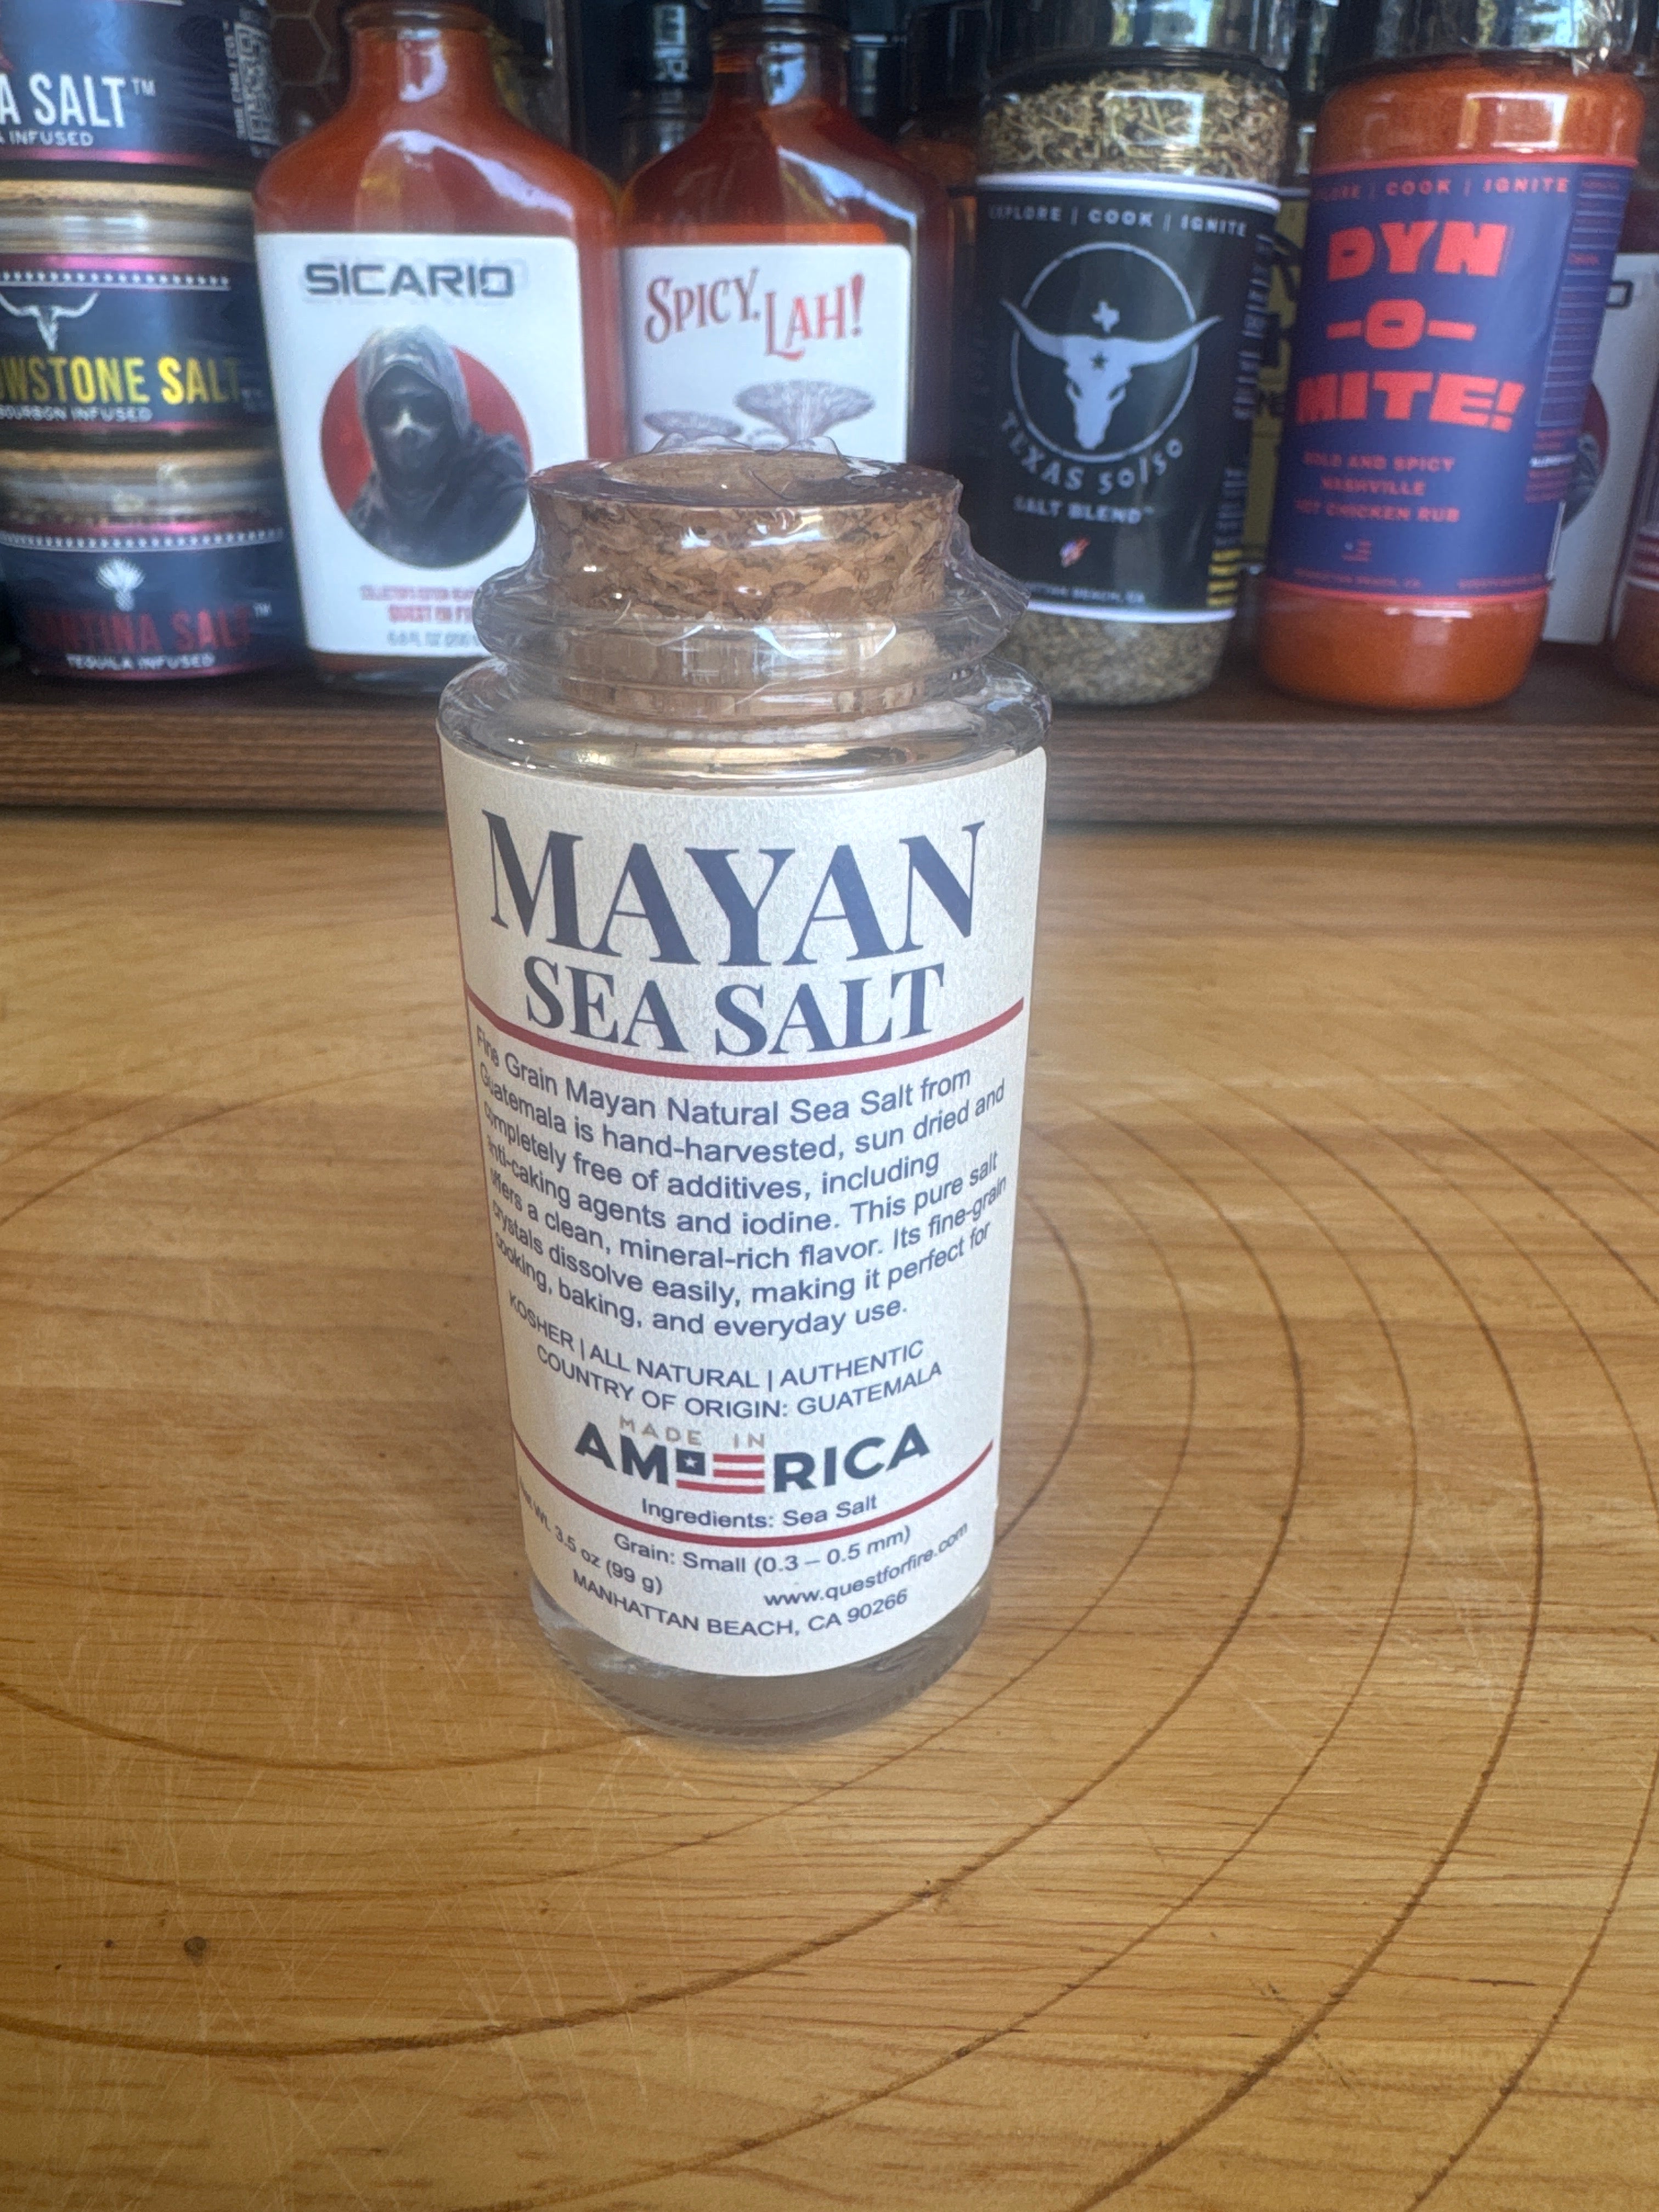 A SALT™
INFUSED
WSTONE SALT
BOURBON INFUSED
TINA SALT™
TEQUILA INFUSED
SICARIO
SPICY, LAH!
EXPLORE | COOK | IGNITE
TEXAS 50/50
SALT BLEND™
COOK | IGNITE
DYN
-O-
MITE!
BOLD AND SPICY
NASHVILLE
HOT CHICKEN RUB
MAYAN
SEA SALT
Fine Grain Mayan Natural Sea Salt from
Guatemala is hand-harvested, sun dried and
completely free of additives, including
anti-caking agents and iodine. This pure salt
offers a clean, mineral-rich flavor. Its fine-grain
crystals dissolve easily, making it perfect for
cooking, baking, and everyday use.
KOSHER | ALL NATURAL | AUTHENTIC
COUNTRY OF ORIGIN: GUATEMALA
MADE IN
AMERICA
Ingredients: Sea Salt
Grain: Small (0.3 – 0.5 mm)
Net Wt. 3.5 oz (99 g) www.questforfire.com
MANHATTAN BEACH, CA 90266